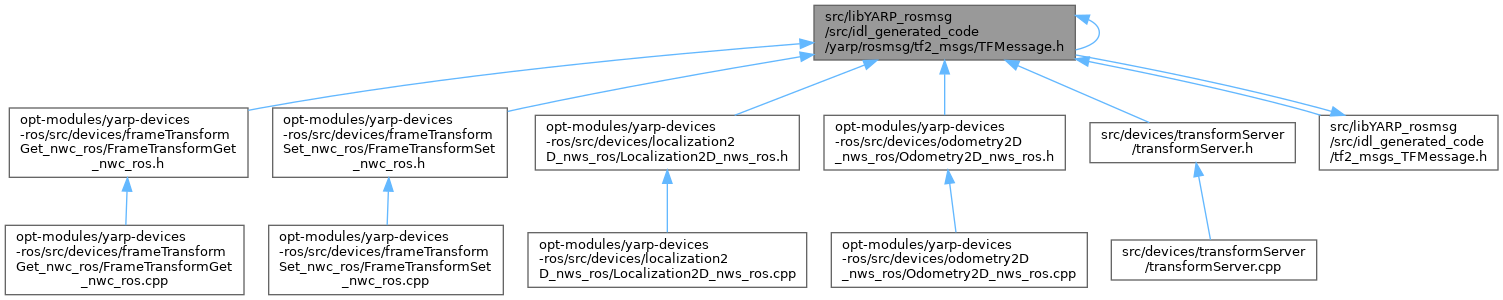 src/libYARP_rosmsg
/src/idl_generated_code
/yarp/rosmsg/tf2_msgs/TFMessage.h
opt-modules/yarp-devices
-ros/src/devices/frameTransform
Get_nwc_ros/FrameTransformGet
_nwc_ros.h
opt-modules/yarp-devices
-ros/src/devices/frameTransform
Set_nwc_ros/FrameTransformSet
_nwc_ros.h
opt-modules/yarp-devices
-ros/src/devices/localization2
D_nws_ros/Localization2D_nws_ros.h
opt-modules/yarp-devices
-ros/src/devices/odometry2D
_nws_ros/Odometry2D_nws_ros.h
src/devices/transformServer
/transformServer.h
src/libYARP_rosmsg
/src/idl_generated_code
/tf2_msgs_TFMessage.h
opt-modules/yarp-devices
-ros/src/devices/frameTransform
Get_nwc_ros/FrameTransformGet
_nwc_ros.cpp
opt-modules/yarp-devices
-ros/src/devices/frameTransform
Set_nwc_ros/FrameTransformSet
_nwc_ros.cpp
opt-modules/yarp-devices
-ros/src/devices/localization2
D_nws_ros/Localization2D_nws_ros.cpp
opt-modules/yarp-devices
-ros/src/devices/odometry2D
_nws_ros/Odometry2D_nws_ros.cpp
src/devices/transformServer
/transformServer.cpp